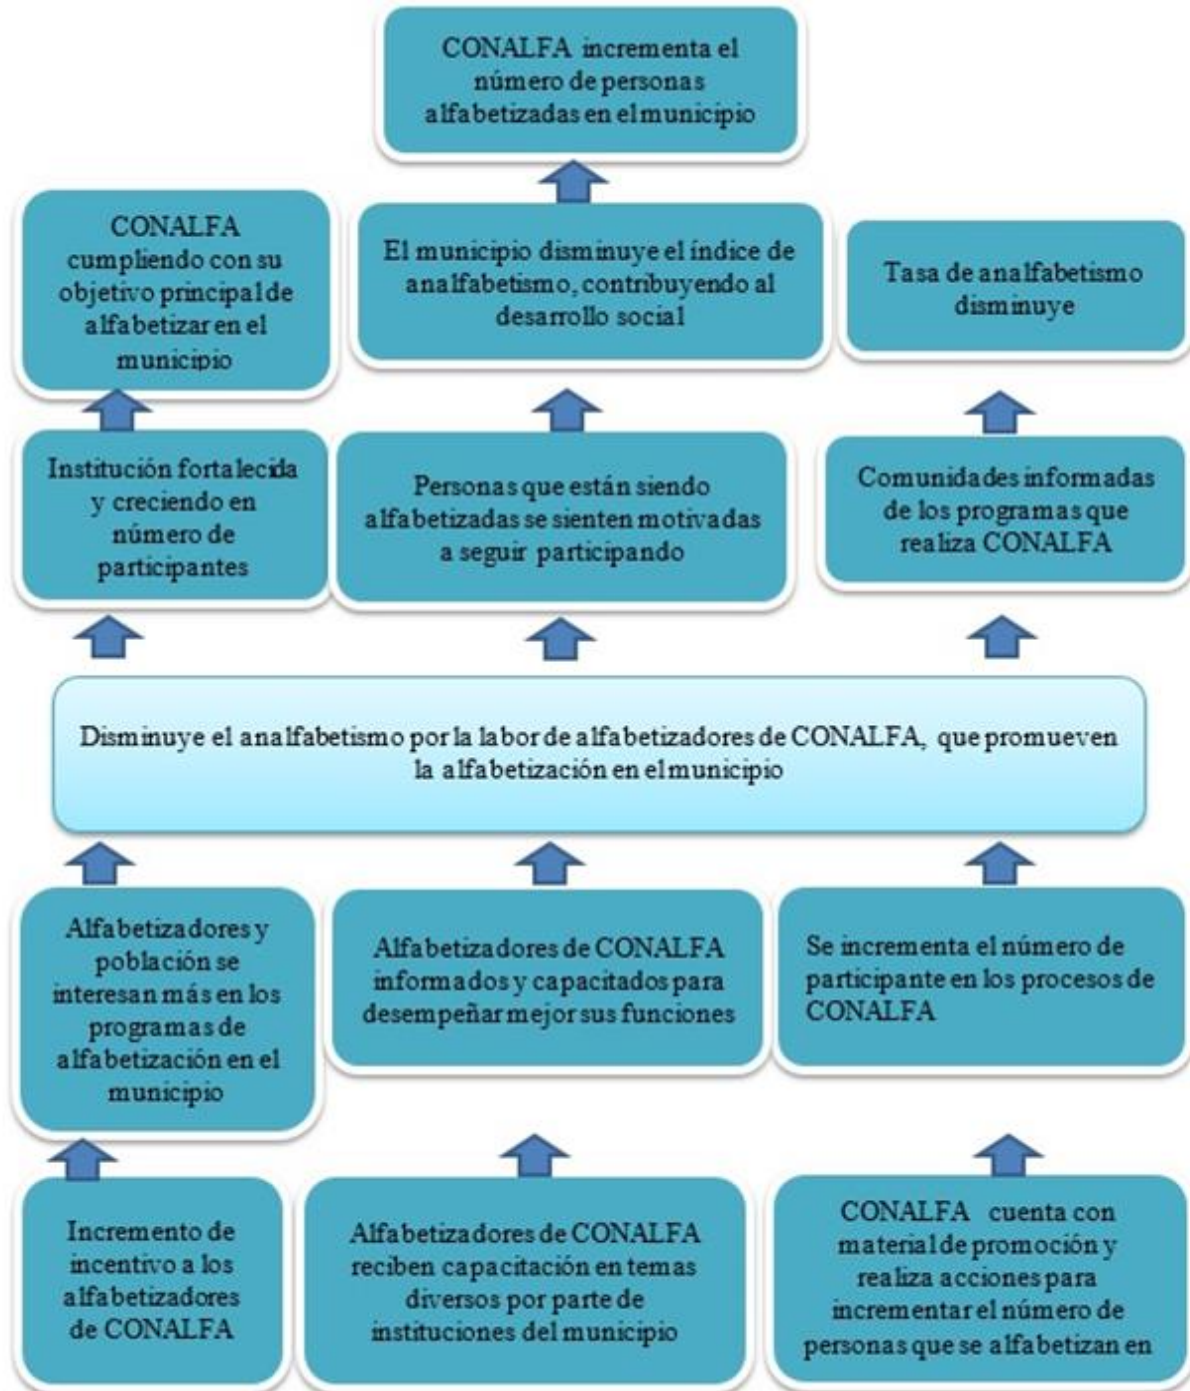 CONALFA incrementa el
número de personas
alfabetizadas en el municipio
CONALFA
cumpliendo con su
objetivo principal de
alfabetizar en el
municipio
El municipio disminuye el índice de
analfabetismo, contribuyendo al
desarrollo social
Tasa de analfabetismo
disminuye
Institución fortalecida
y creciendo en
número de
participantes
Personas que están siendo
alfabetizadas se sienten motivadas
a seguir participando
Comunidades informadas
de los programas que
realiza CONALFA
Disminuye el analfabetismo por la labor de alfabetizadores de CONALFA, que promueven
la alfabetización en el municipio
Alfabetizadores y
población se
interesan más en los
programas de
alfabetización en el
municipio
Alfabetizadores de CONALFA
informados y capacitados para
desempeñar mejor sus funciones
Se incrementa el número de
participante en los procesos de
CONALFA
Incremento de
incentivo a los
alfabetizadores
de CONALFA
Alfabetizadores de CONALFA
reciben capacitación en temas
diversos por parte de
instituciones del municipio
CONALFA cuenta con
material de promoción y
realiza acciones para
incrementar el número de
personas que se alfabetizan en